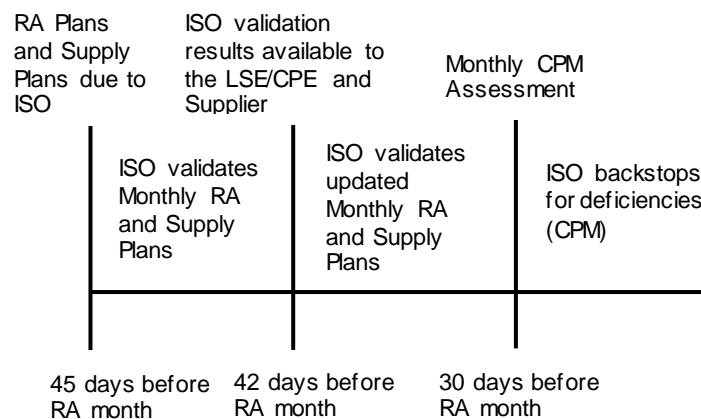 RA Plans
and Supply
Plans due to
ISO
ISO validation
results available to
the LSE/CPE and
Supplier
Monthly CPM
Assessment
ISO validates
Monthly RA
and Supply
Plans
ISO validates
updated
Monthly RA
and Supply
Plans
ISO backstops
for deficiencies
(CPM)
45 days before
RA month
42 days before
RA month
30 days before
RA month